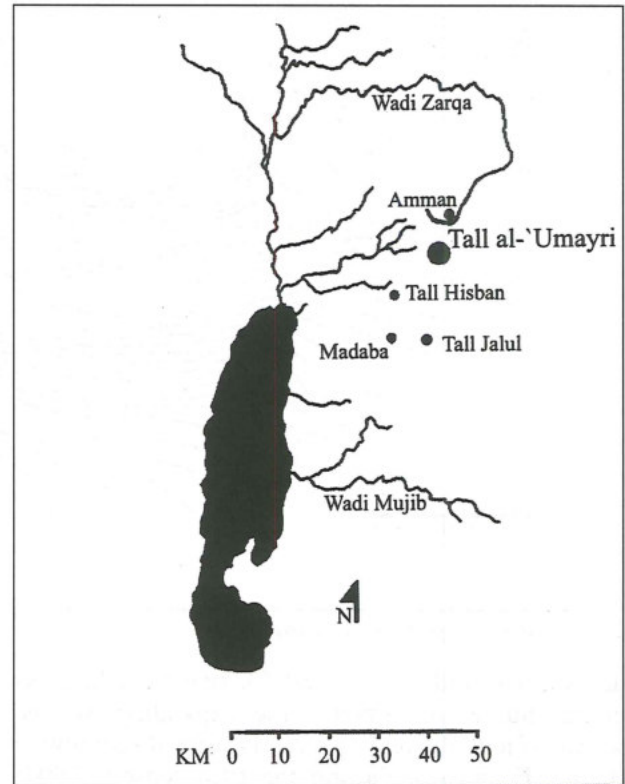 Wadi Zarqa
Amman
Tall al-`Umayri
Tall Hisban
Madaba
Tall Jalul
Wadi Mujib
N
KM 0 10 20 30 40 50